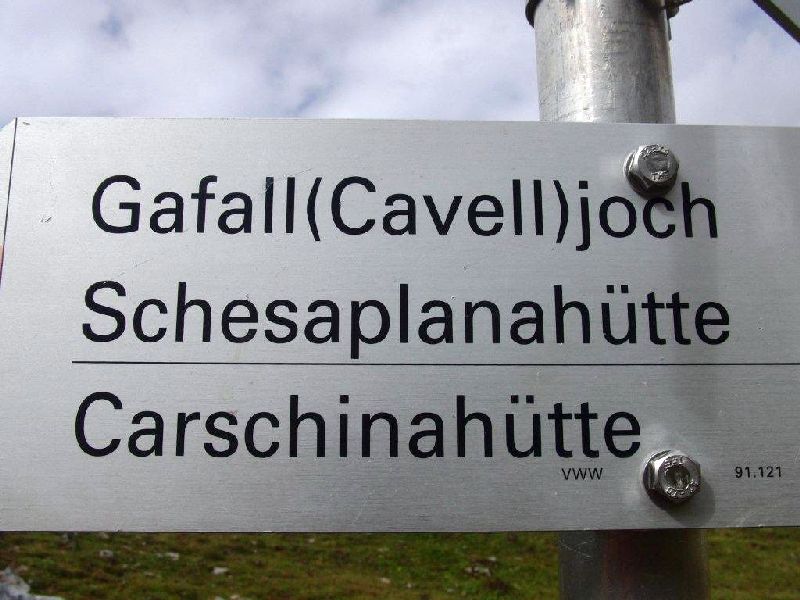 Gafall(Cavell)joch
Schesaplanahütte
Carschinahütte
VWW 91.121